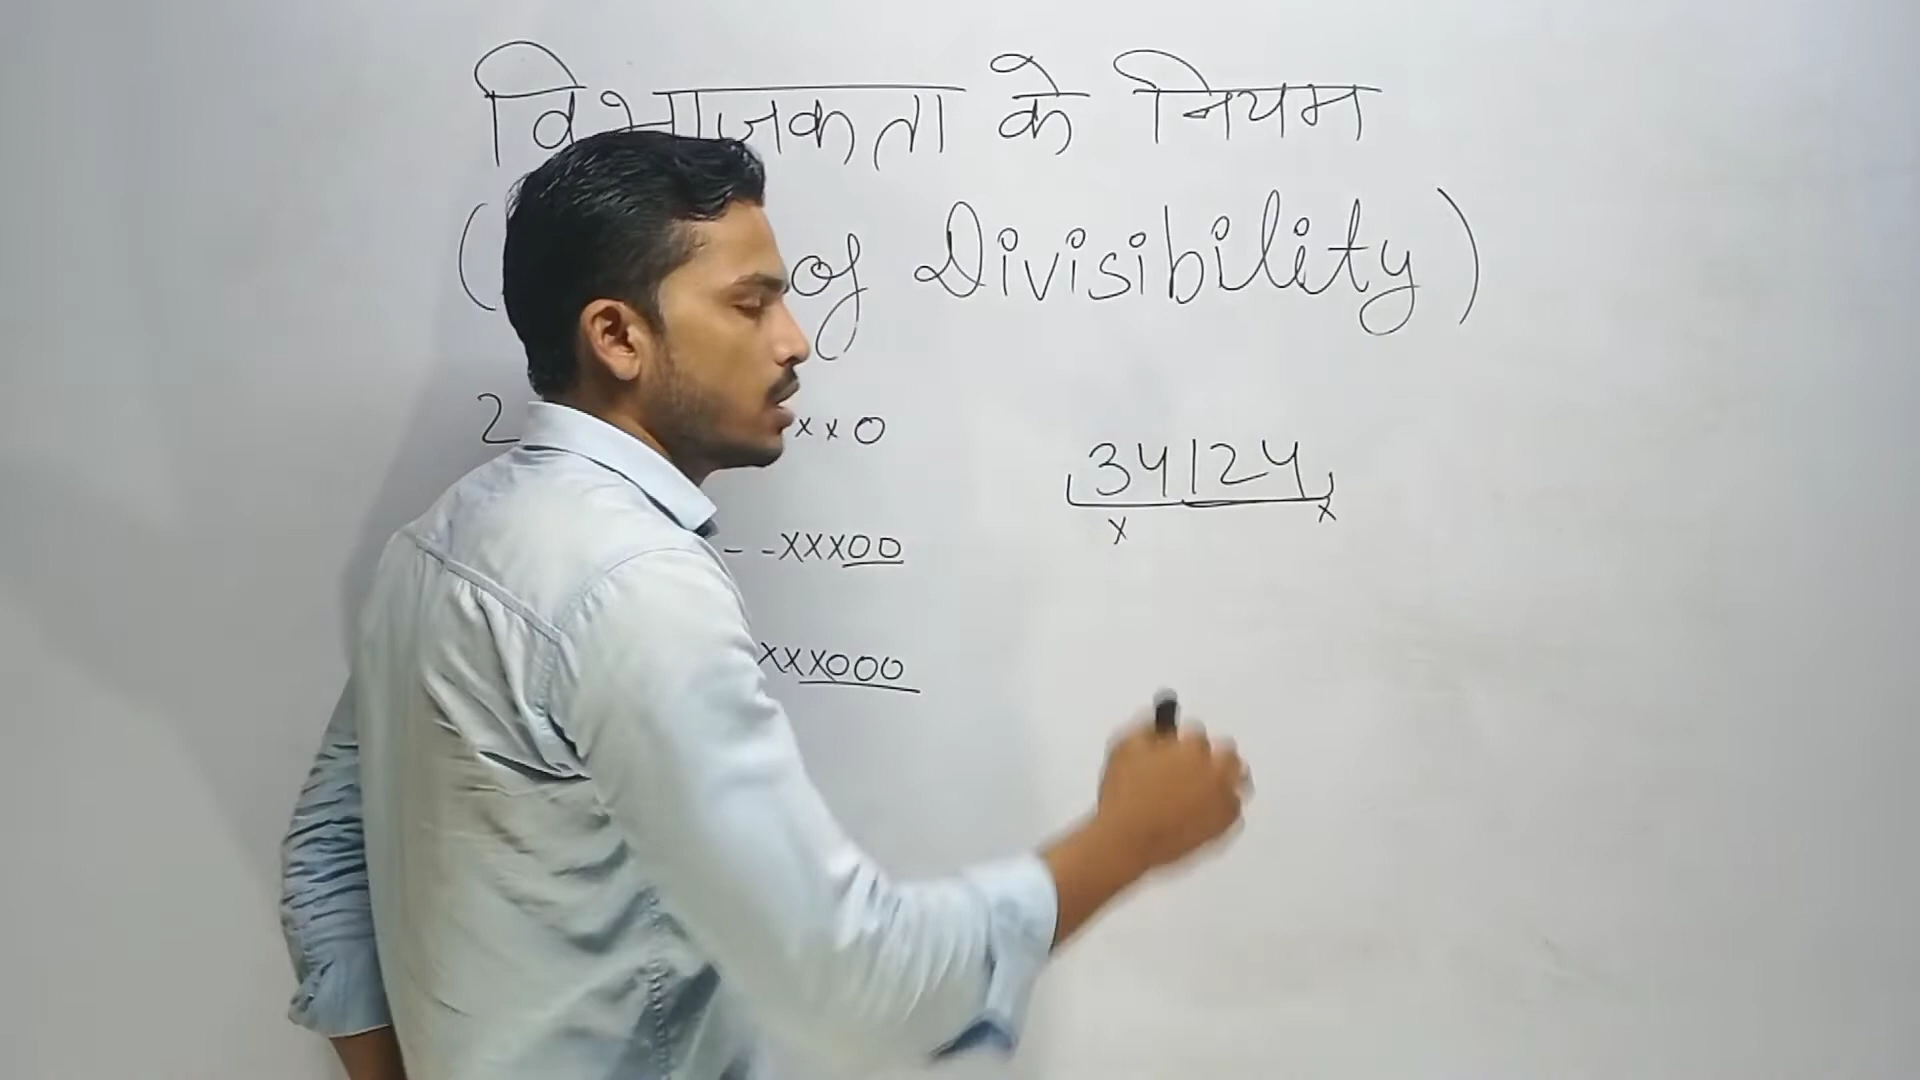 विभाजकता के नियम
( of Divisibility)
2 xx0
34124
x x
--xxx00
xxx000